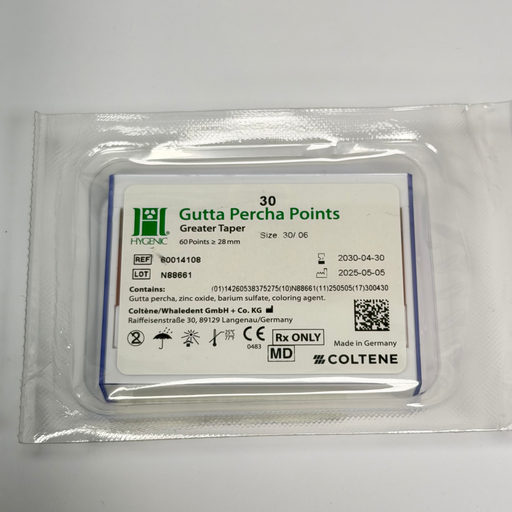 30
Gutta Percha Points
Greater Taper
60 Points ≥ 28 mm
Size: 30/.06
HYGENIC
REF 60014108
LOT N88661
2030-04-30
2025-05-05
Contains:
(01)14260538375275(10)N88661(11)250505(17)300430
Gutta percha, zinc oxide, barium sulfate, coloring agent.
Coltène/Whaledent GmbH + Co. KG
Raiffeisenstraße 30, 89129 Langenau/Germany
CE 0483
Rx ONLY
MD
Made in Germany
COLTENE